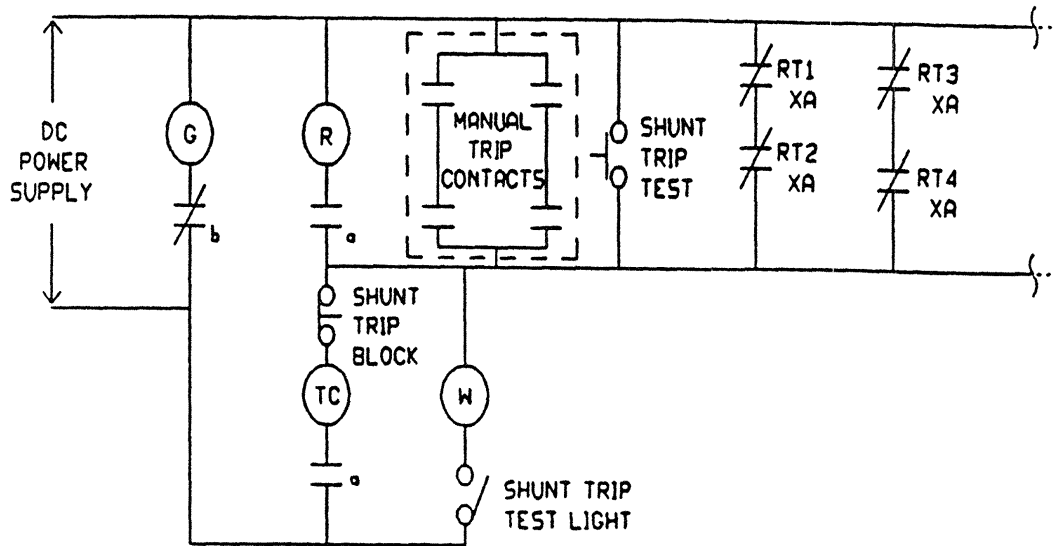 DC
POWER
SUPPLY
G
b
R
a
MANUAL
TRIP
CONTACTS
SHUNT
TRIP
TEST
RT1
XA
RT2
XA
RT3
XA
RT4
XA
SHUNT
TRIP
BLOCK
TC
a
W
SHUNT TRIP
TEST LIGHT